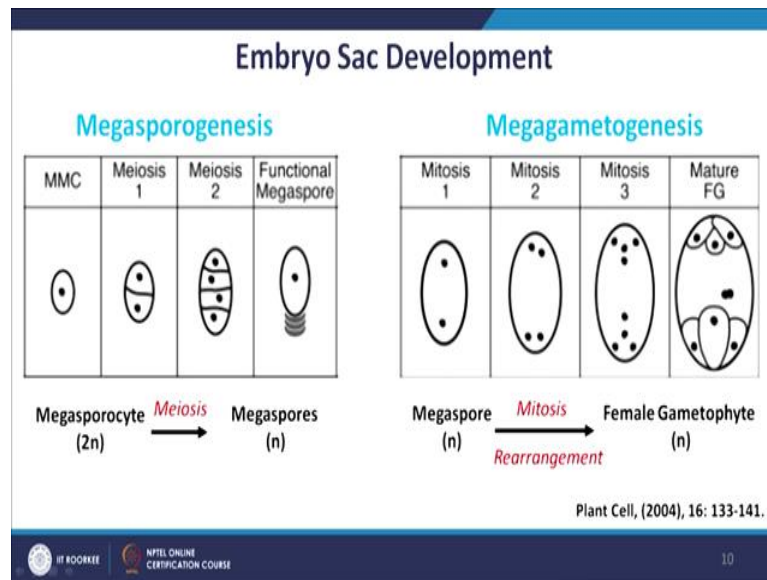 Embryo Sac Development
Megasporogenesis
MMC
Meiosis
1
Meiosis
2
Functional
Megaspore
Megasporocyte
(2n)
Meiosis
Megaspores
(n)
Megagametogenesis
Mitosis
1
Mitosis
2
Mitosis
3
Mature
FG
Megaspore
(n)
Mitosis
Rearrangement
Female Gametophyte
(n)
Plant Cell, (2004), 16: 133-141.
IIT ROORKEE
NPTEL ONLINE
CERTIFICATION COURSE
10